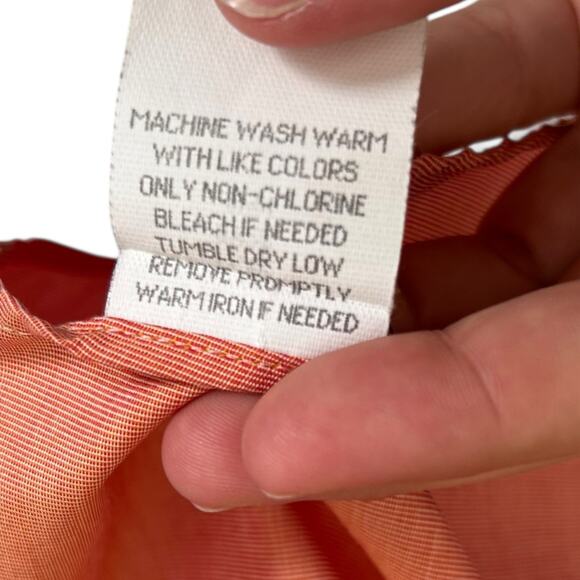 MACHINE WASH WARM
WITH LIKE COLORS
ONLY NON-CHLORINE
BLEACH IF NEEDED
TUMBLE DRY LOW
REMOVE PROMPTLY
WARM IRON IF NEEDED